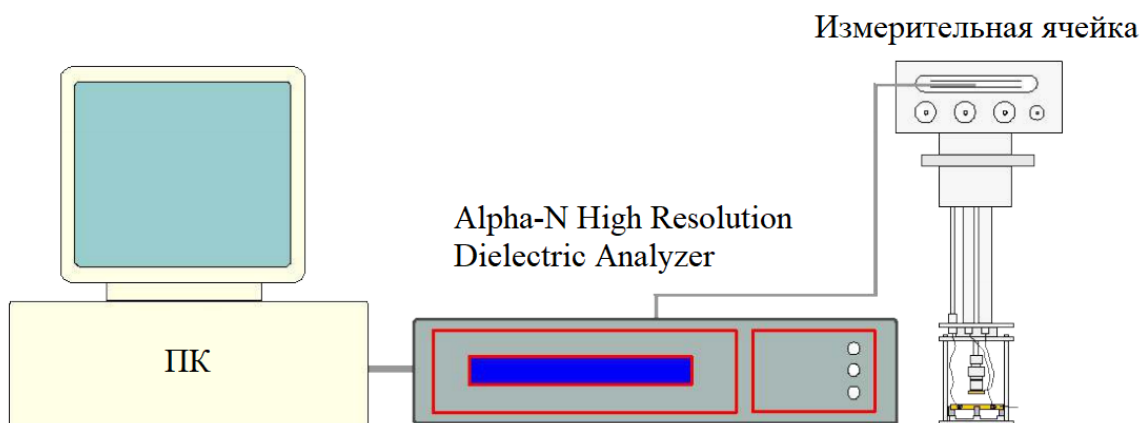 Измерительная ячейка
Alpha-N High Resolution
Dielectric Analyzer
ПК